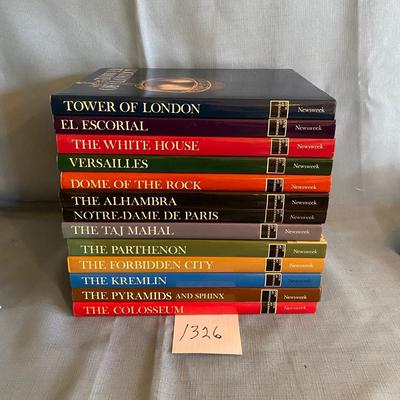 TOWER OF LONDON Newsweek
EL ESCORIAL Newsweek
THE WHITE HOUSE Newsweek
VERSAILLES Newsweek
DOME OF THE ROCK Newsweek
THE ALHAMBRA Newsweek
NOTRE-DAME DE PARIS Newsweek
THE TAJ MAHAL Newsweek
THE PARTHENON Newsweek
THE FORBIDDEN CITY Newsweek
THE KREMLIN Newsweek
THE PYRAMIDS AND SPHINX Newsweek
THE COLOSSEUM Newsweek
1326